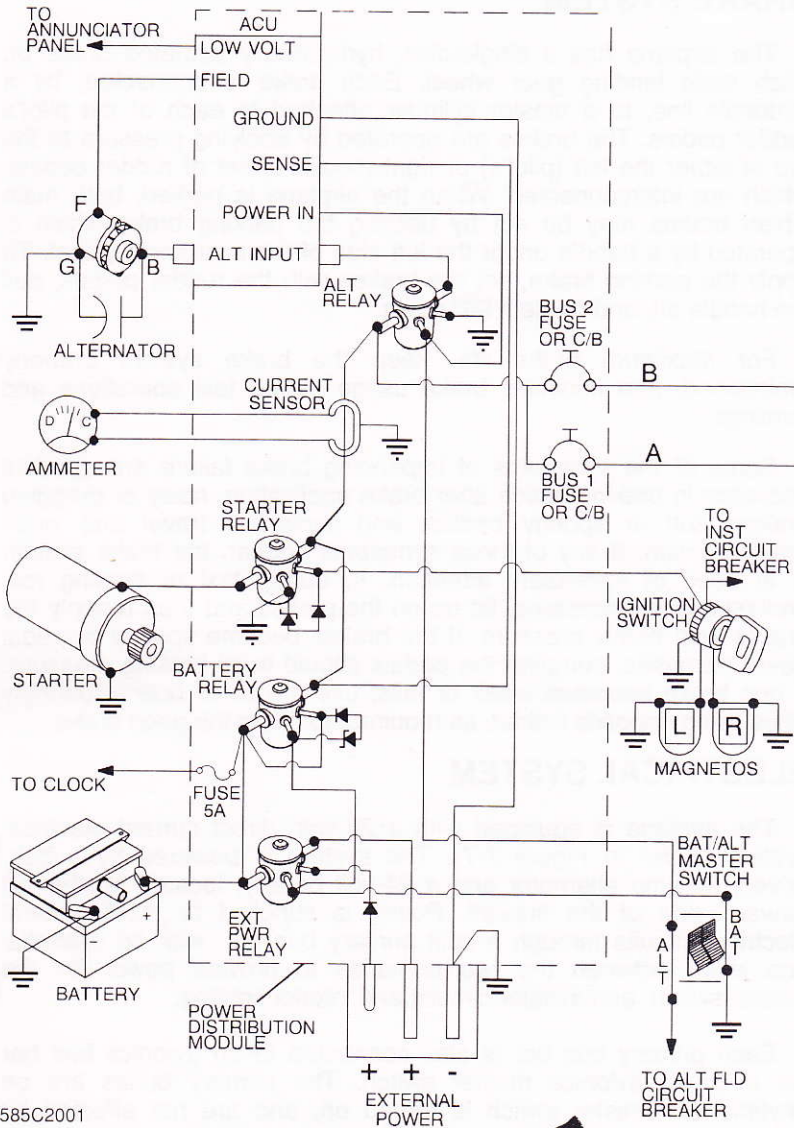 TO
ANNUNCIATOR
PANEL
ACU
LOW VOLT
FIELD
GROUND
SENSE
POWER IN
ALT INPUT
F
G
B
ALTERNATOR
ALT
RELAY
BUS 2
FUSE
OR C/B
B
CURRENT
SENSOR
D
C
AMMETER
A
BUS 1
FUSE
OR C/B
STARTER
RELAY
TO
INST
CIRCUIT
BREAKER
IGNITION
SWITCH
STARTER
BATTERY
RELAY
L
R
MAGNETOS
TO CLOCK
FUSE
5A
BAT/ALT
MASTER
SWITCH
ALT
BAT
EXT
PWR
RELAY
- +
BATTERY
POWER
DISTRIBUTION
MODULE
+ + -
EXTERNAL
POWER
TO ALT FLD
CIRCUIT
BREAKER
585C2001